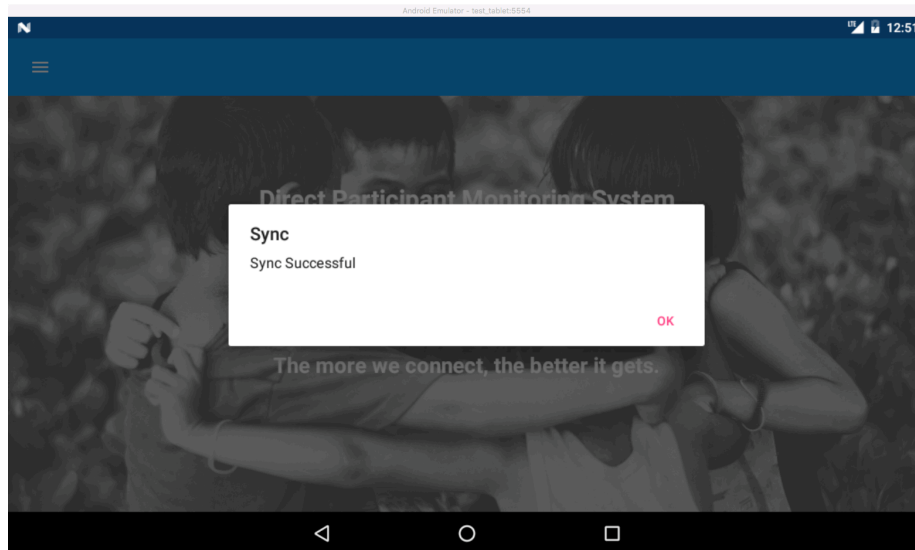 Android Emulator - test_tablet:5554
LTE 12:51
Direct Participant Monitoring System
Sync
Sync Successful
OK
The more we connect, the better it gets.